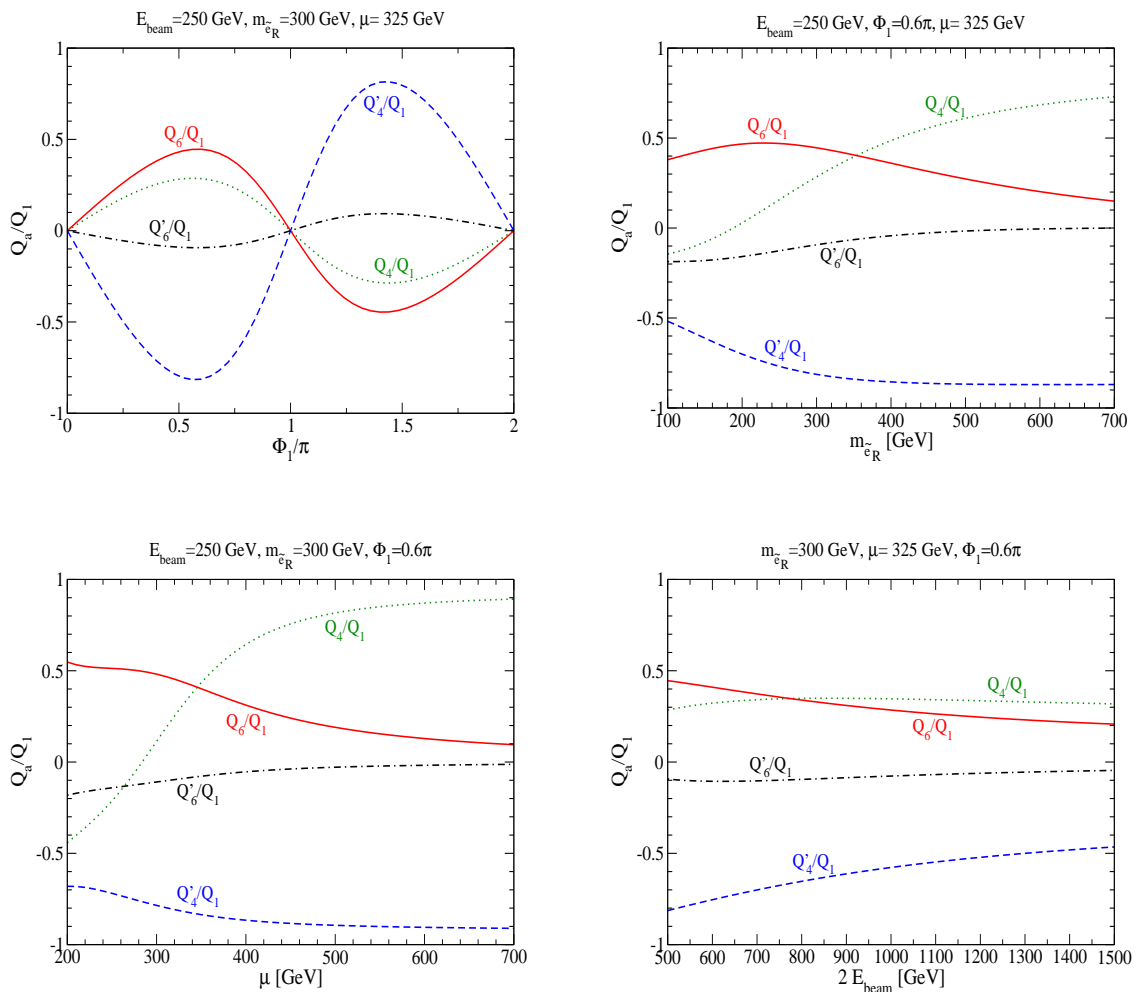 E_beam=250 GeV, m_ẽ_R=300 GeV, μ= 325 GeV
1
0.5
0
-0.5
-1
Q_a/Q_1
Q'_4/Q_1
Q_6/Q_1
Q'_6/Q_1
Q_4/Q_1
0 0.5 1 1.5 2
Φ_1/π
E_beam=250 GeV, Φ_1=0.6π, μ= 325 GeV
1
0.5
0
-0.5
-1
Q_a/Q_1
Q_4/Q_1
Q_6/Q_1
Q'_6/Q_1
Q'_4/Q_1
100 200 300 400 500 600 700
m_ẽ_R [GeV]
E_beam=250 GeV, m_ẽ_R=300 GeV, Φ_1=0.6π
1
0.5
0
-0.5
-1
Q_a/Q_1
Q_4/Q_1
Q_6/Q_1
Q'_6/Q_1
Q'_4/Q_1
200 300 400 500 600 700
μ [GeV]
m_ẽ_R=300 GeV, μ= 325 GeV, Φ_1=0.6π
1
0.5
0
-0.5
-1
Q_a/Q_1
Q_4/Q_1
Q_6/Q_1
Q'_6/Q_1
Q'_4/Q_1
500 600 700 800 900 1000 1100 1200 1300 1400 1500
2 E_beam [GeV]